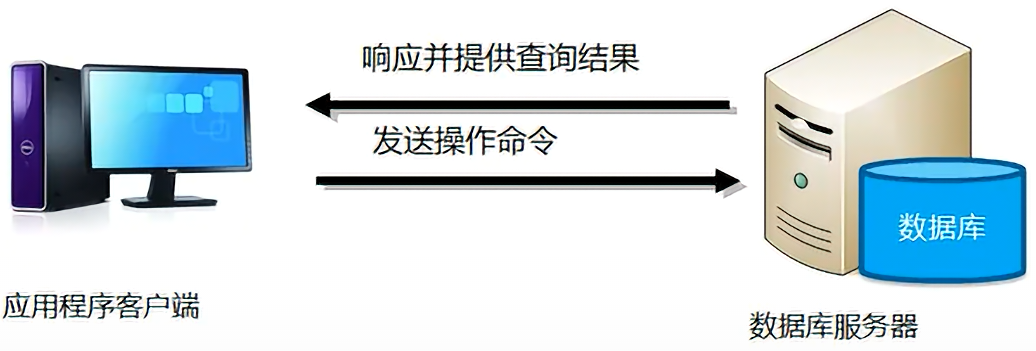 响应并提供查询结果
发送操作命令
数据库
应用程序客户端
数据库服务器